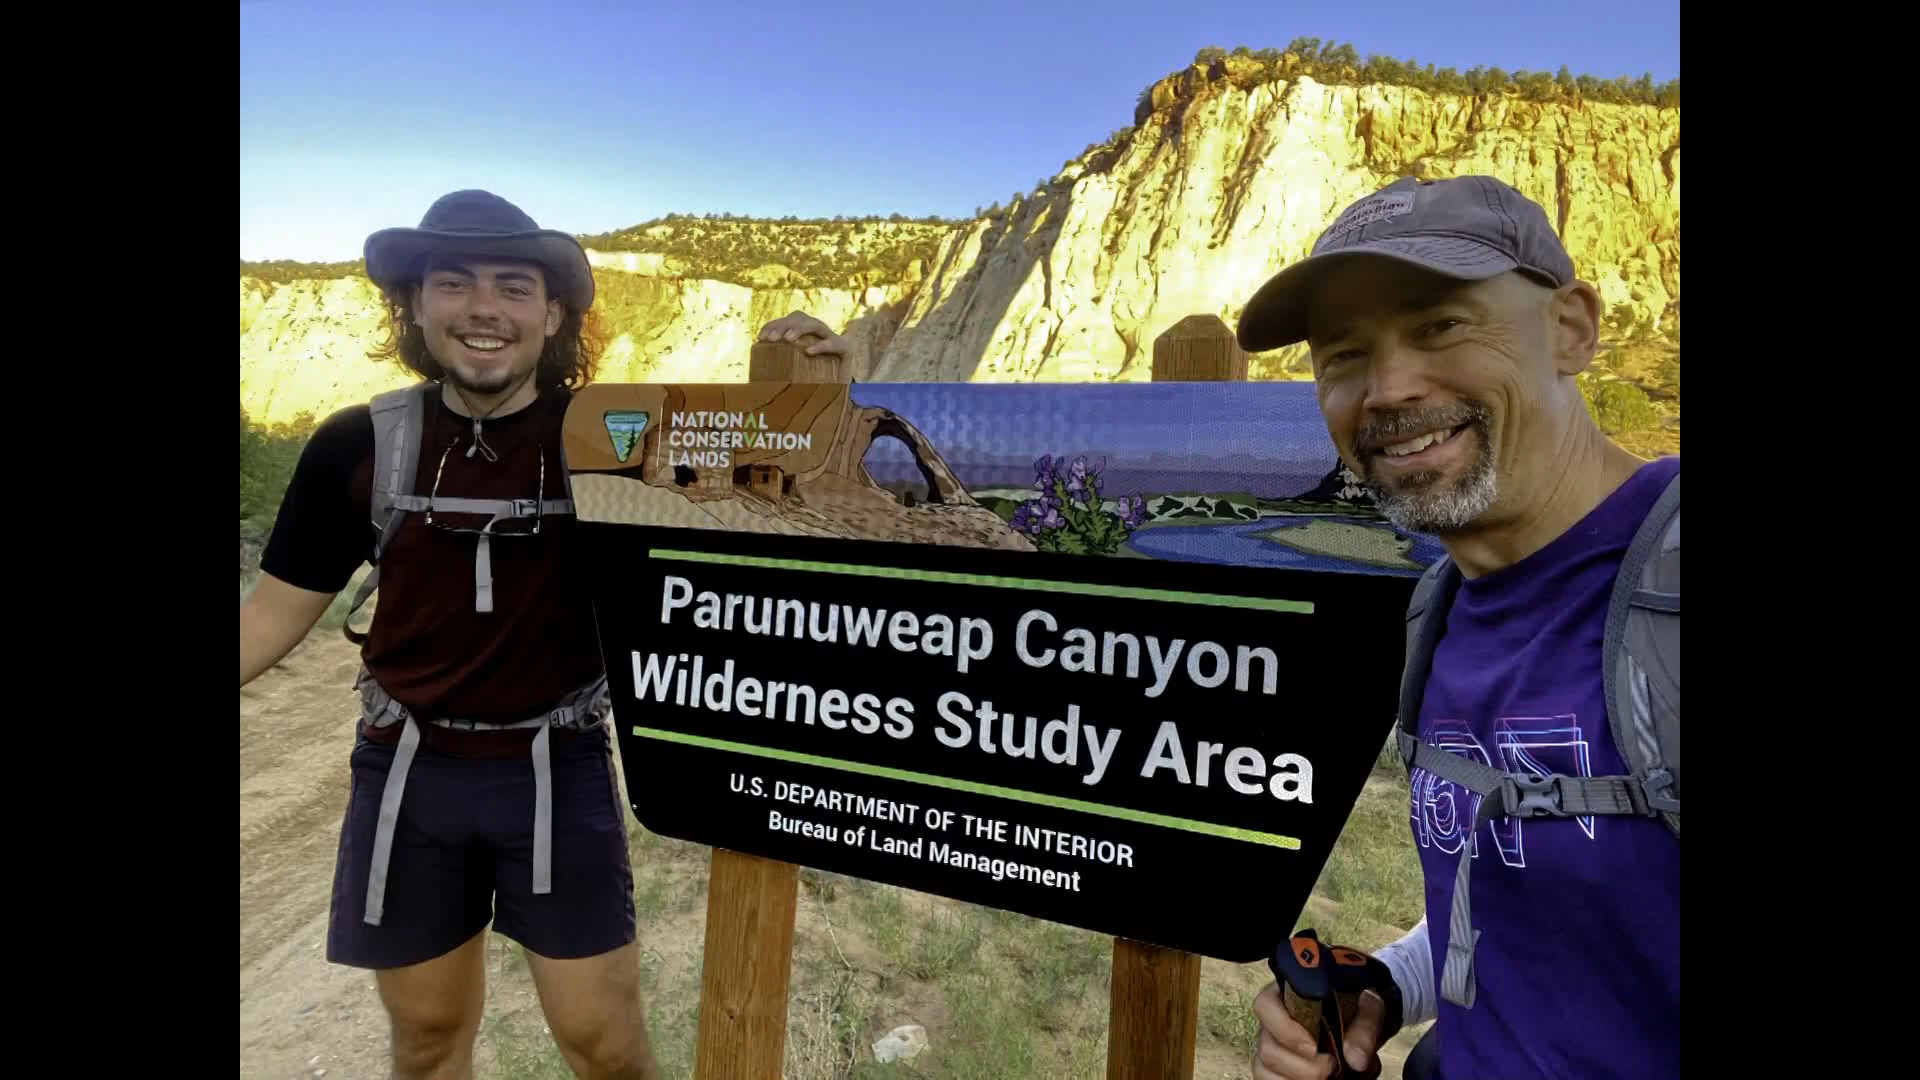 NATIONAL
CONSERVATION
LANDS
Parunuweap Canyon
Wilderness Study Area
U.S. DEPARTMENT OF THE INTERIOR
Bureau of Land Management